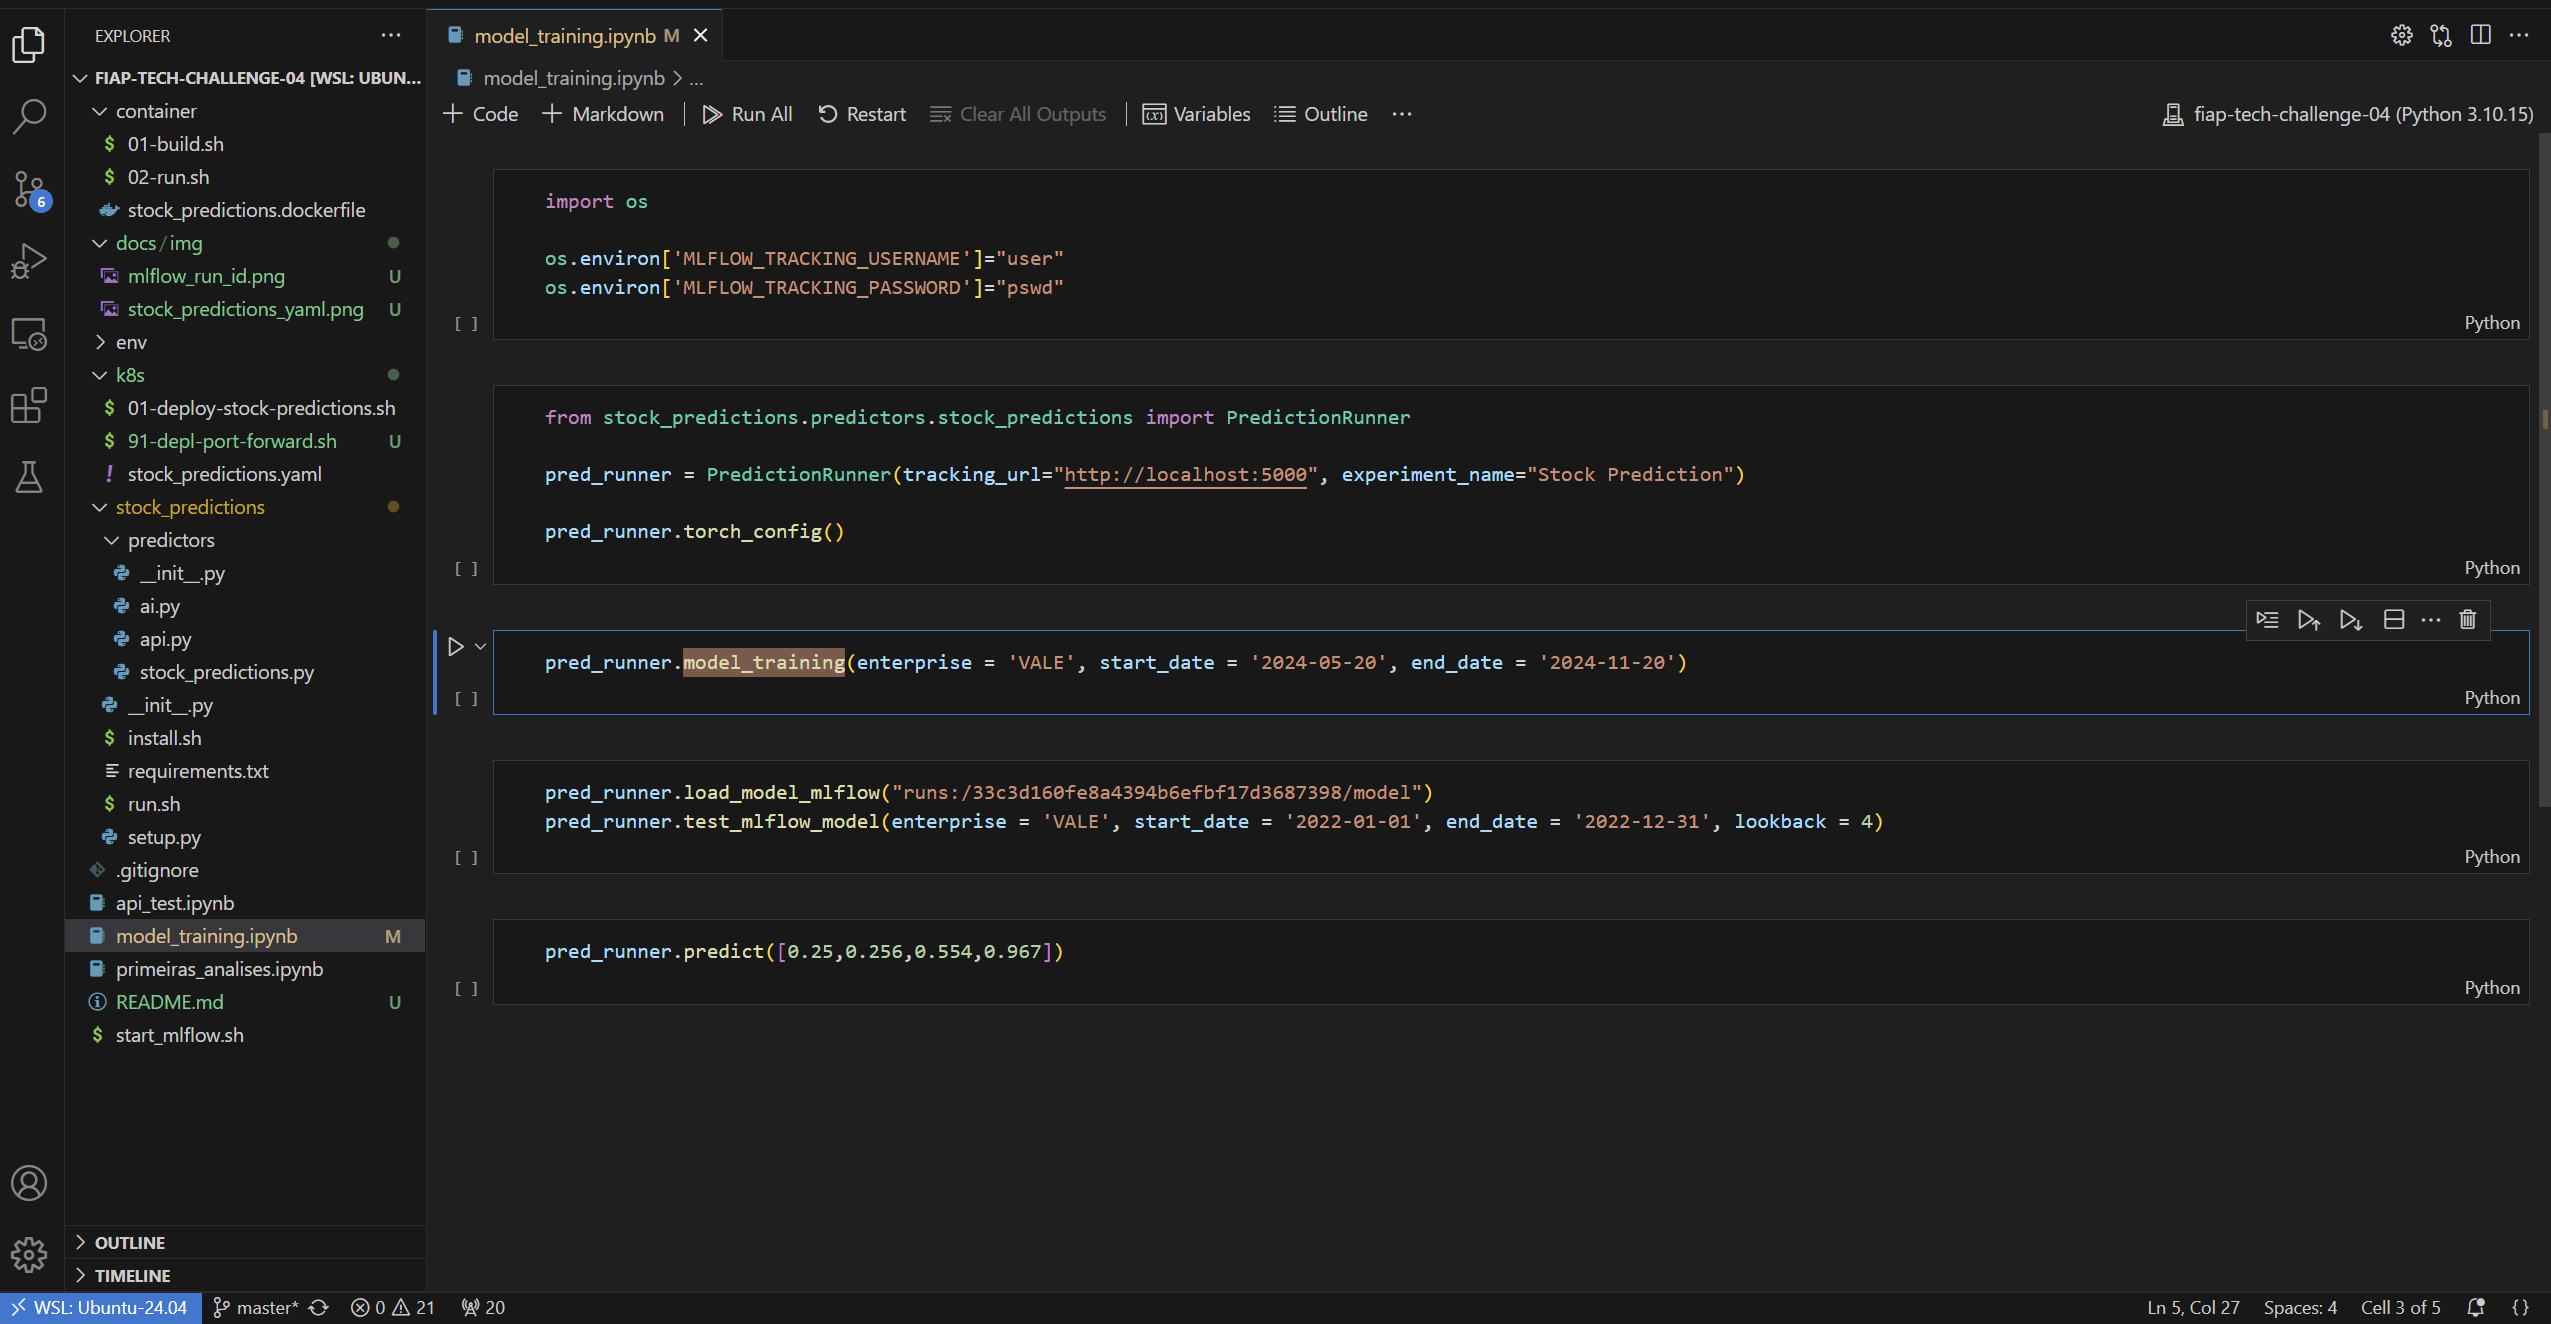 EXPLORER
FIAP-TECH-CHALLENGE-04 [WSL: UBUN...
container
$ 01-build.sh
$ 02-run.sh
stock_predictions.dockerfile
docs / img
mlflow_run_id.png U
stock_predictions_yaml.png U
env
k8s
$ 01-deploy-stock-predictions.sh
$ 91-depl-port-forward.sh U
! stock_predictions.yaml
stock_predictions
predictors
__init__.py
ai.py
api.py
stock_predictions.py
__init__.py
$ install.sh
requirements.txt
$ run.sh
setup.py
.gitignore
api_test.ipynb
model_training.ipynb M
primeiras_analises.ipynb
README.md U
$ start_mlflow.sh
OUTLINE
TIMELINE
6
model_training.ipynb M
model_training.ipynb > ...
+ Code + Markdown Run All Restart Clear All Outputs Variables Outline ...
fiap-tech-challenge-04 (Python 3.10.15)
import os
os.environ['MLFLOW_TRACKING_USERNAME']="user"
os.environ['MLFLOW_TRACKING_PASSWORD']="pswd"
[ ]
Python
from stock_predictions.predictors.stock_predictions import PredictionRunner
pred_runner = PredictionRunner(tracking_url="http://localhost:5000", experiment_name="Stock Prediction")
pred_runner.torch_config()
[ ]
Python
pred_runner.model_training(enterprise = 'VALE', start_date = '2024-05-20', end_date = '2024-11-20')
[ ]
Python
pred_runner.load_model_mlflow("runs:/33c3d160fe8a4394b6efbf17d3687398/model")
pred_runner.test_mlflow_model(enterprise = 'VALE', start_date = '2022-01-01', end_date = '2022-12-31', lookback = 4)
[ ]
Python
pred_runner.predict([0.25,0.256,0.554,0.967])
[ ]
Python
WSL: Ubuntu-24.04 master* 0 21 20
Ln 5, Col 27 Spaces: 4 Cell 3 of 5 {}